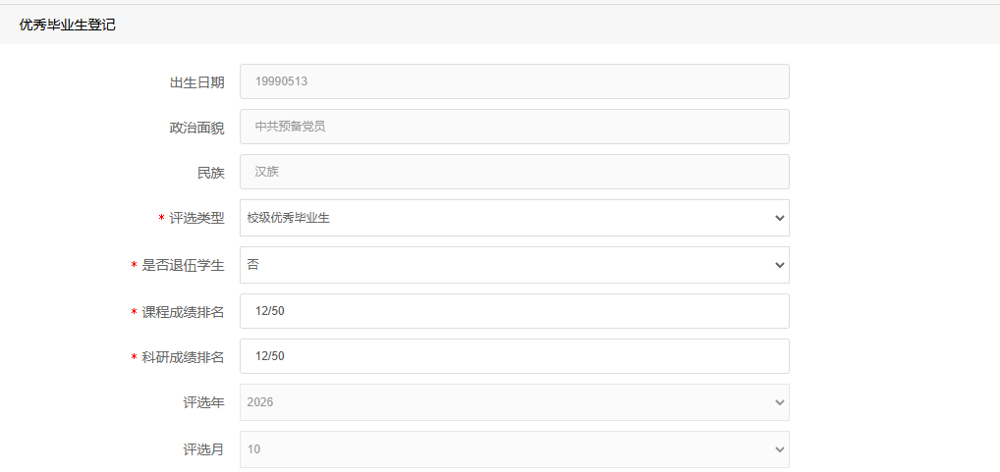 优秀毕业生登记
出生日期 19990513
政治面貌 中共预备党员
民族 汉族
* 评选类型 校级优秀毕业生
* 是否退伍学生 否
* 课程成绩排名 12/50
* 科研成绩排名 12/50
评选年 2026
评选月 10